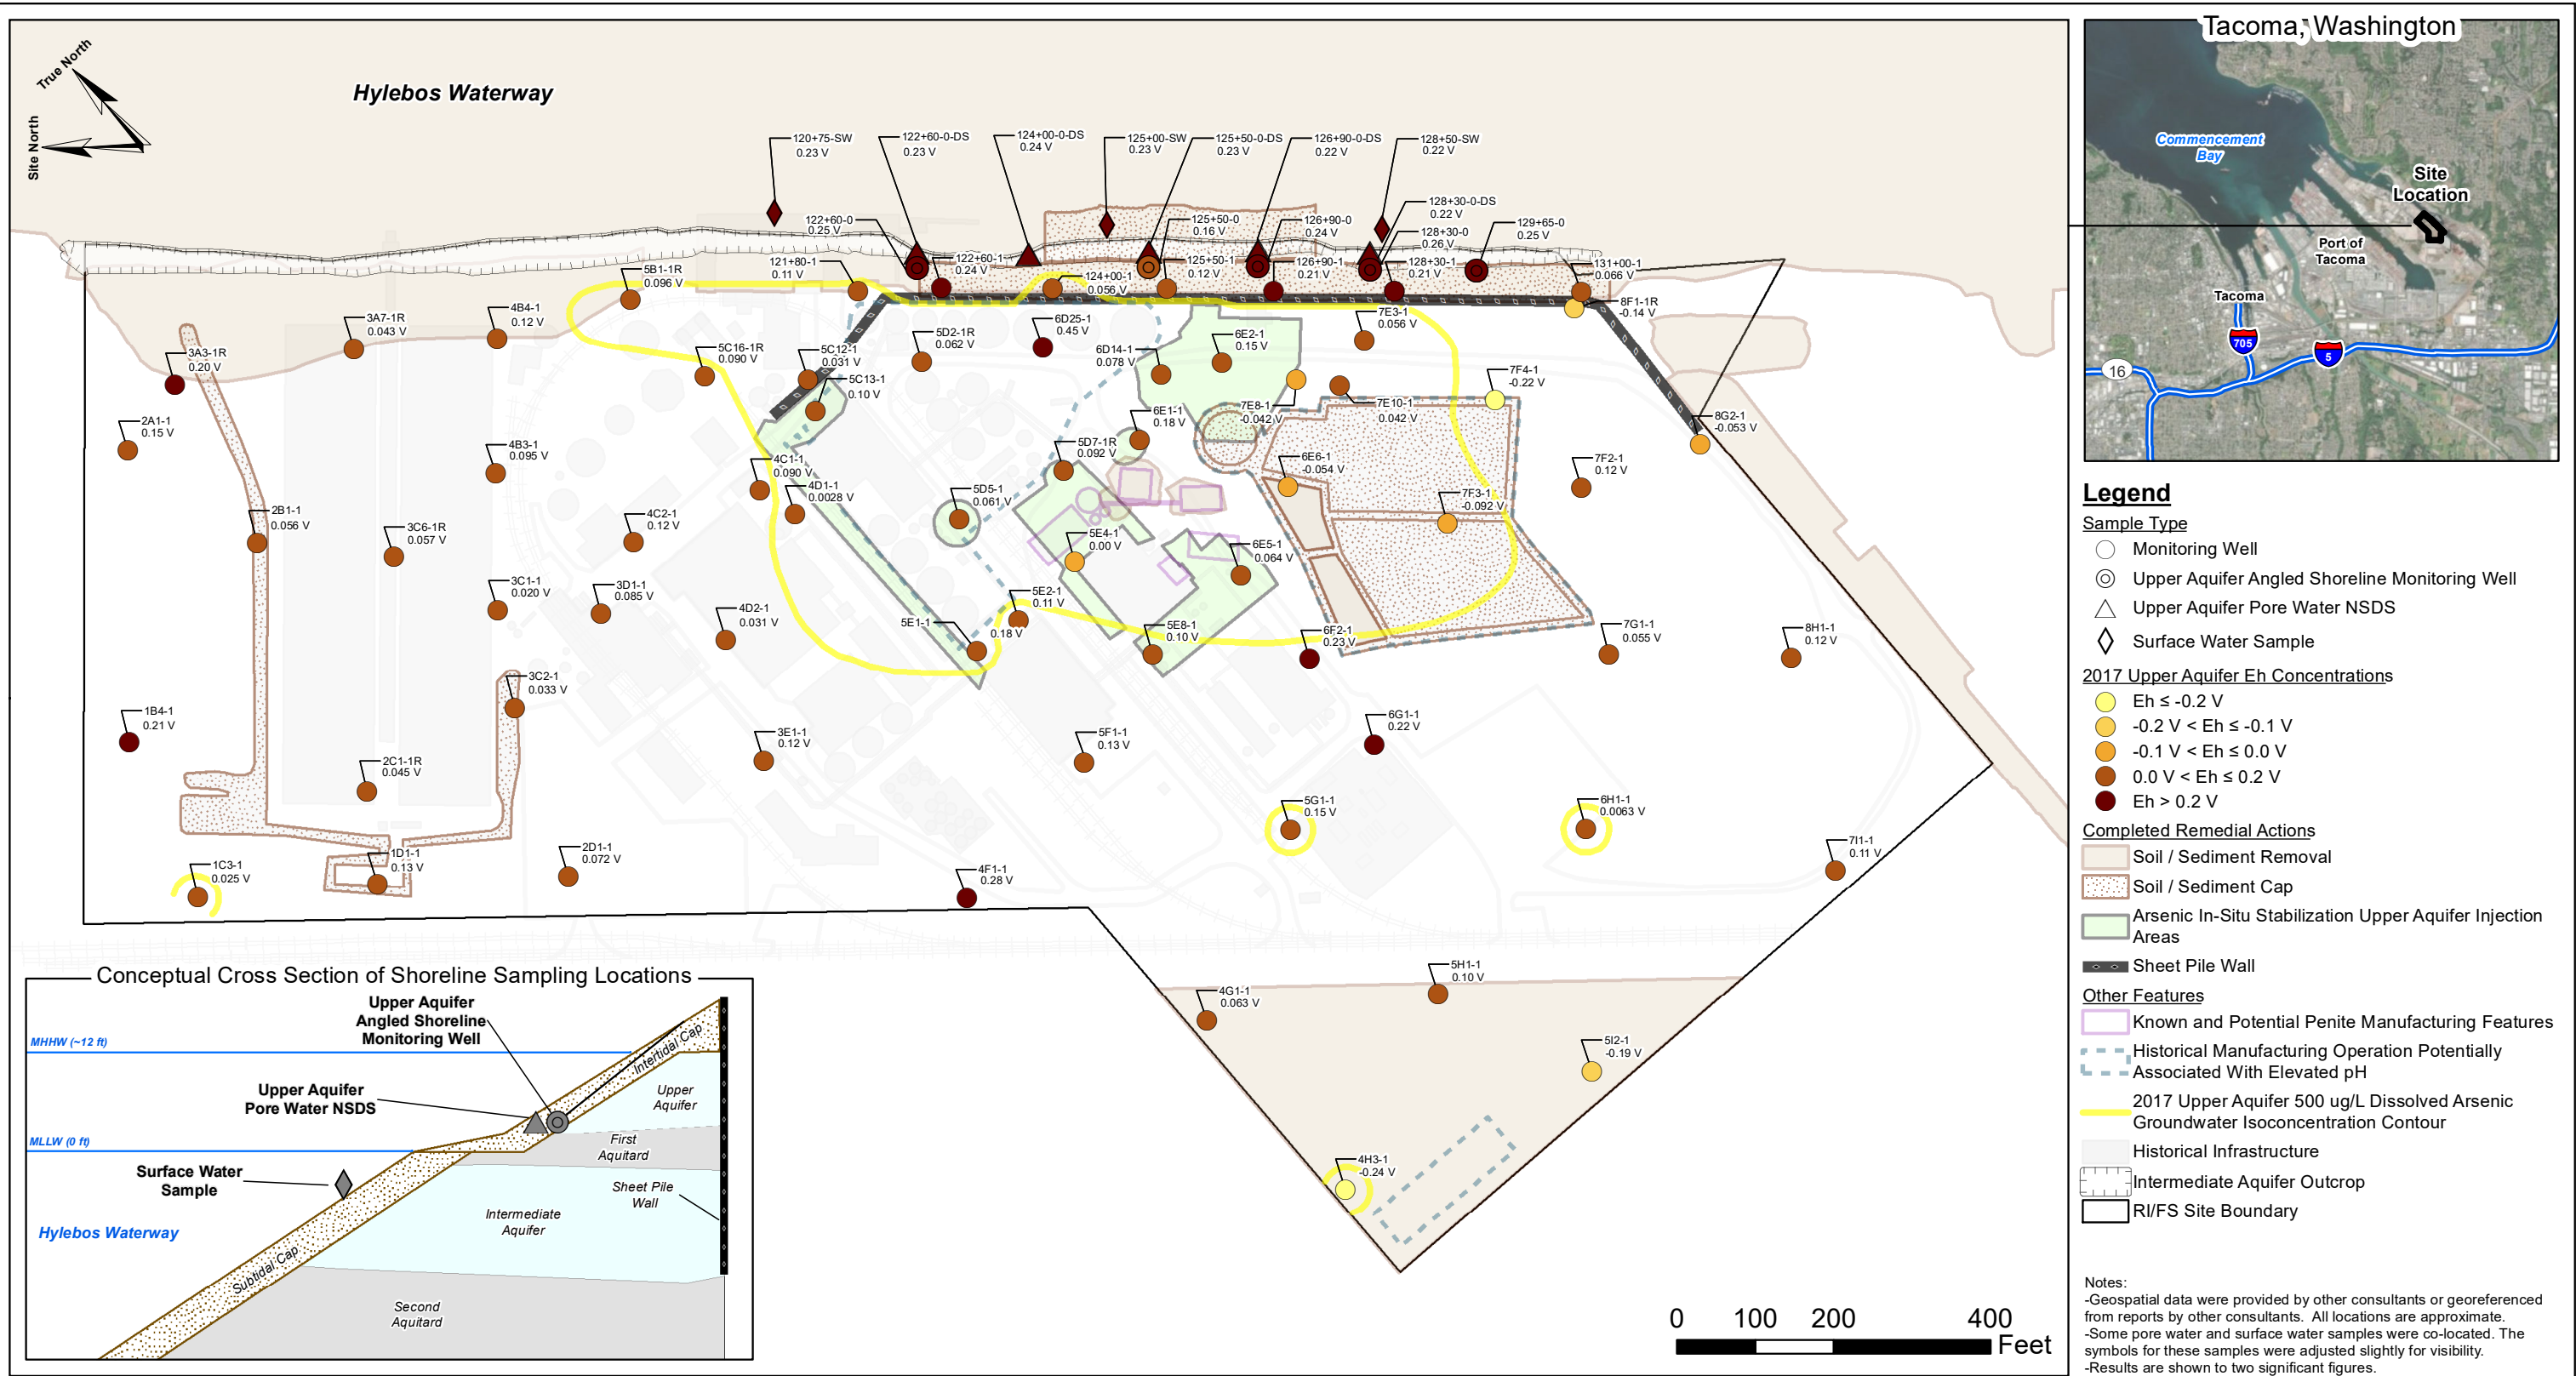 True North
Site North
Hylebos Waterway
120+75-SW
0.23 V
122+60-0-DS
0.23 V
124+00-0-DS
0.24 V
125+00-SW
0.23 V
125+50-0-DS
0.23 V
126+90-0-DS
0.22 V
128+50-SW
0.22 V
128+30-0-DS
0.22 V
122+60-0
0.25 V
125+50-0
0.16 V
126+90-0
0.24 V
128+30-0
0.26 V
129+65-0
0.25 V
121+80-1
0.11 V
122+60-1
0.24 V
124+00-1
0.056 V
125+50-1
0.12 V
126+90-1
0.21 V
128+30-1
0.21 V
131+00-1
0.066 V
8F1-1R
-0.14 V
5B1-1R
0.096 V
4B4-1
0.12 V
3A7-1R
0.043 V
3A3-1R
0.20 V
5C16-1R
0.090 V
5C12-1
0.031 V
5C13-1
0.10 V
5D2-1R
0.062 V
6D25-1
0.45 V
6D14-1
0.078 V
6E2-1
0.15 V
7E3-1
0.056 V
7E8-1
-0.042 V
7E10-1
0.042 V
7F4-1
-0.22 V
8G2-1
-0.053 V
2A1-1
0.15 V
4B3-1
0.095 V
4C1-1
0.090 V
4D1-1
0.0028 V
5D7-1R
0.092 V
6E1-1
0.18 V
6E6-1
-0.054 V
7F3-1
-0.092 V
7F2-1
0.12 V
2B1-1
0.056 V
3C6-1R
0.057 V
4C2-1
0.12 V
5D5-1
0.061 V
5E4-1
0.00 V
6E5-1
0.064 V
3C1-1
0.020 V
3D1-1
0.085 V
4D2-1
0.031 V
5E1-1
0.18 V
5E2-1
0.11 V
5E8-1
0.10 V
6F2-1
0.23 V
7G1-1
0.055 V
8H1-1
0.12 V
3C2-1
0.033 V
1B4-1
0.21 V
2C1-1R
0.045 V
3E1-1
0.12 V
5F1-1
0.13 V
6G1-1
0.22 V
5G1-1
0.15 V
6H1-1
0.0063 V
7I1-1
0.11 V
1C3-1
0.025 V
1D1-1
0.13 V
2D1-1
0.072 V
4F1-1
0.28 V
4G1-1
0.063 V
5H1-1
0.10 V
5I2-1
-0.19 V
4H3-1
-0.24 V
Conceptual Cross Section of Shoreline Sampling Locations
Upper Aquifer
Angled Shoreline
Monitoring Well
MHHW (~12 ft)
Intertidal Cap
Upper Aquifer
Pore Water NSDS
Upper
Aquifer
MLLW (0 ft)
First
Aquitard
Surface Water
Sample
Sheet Pile
Wall
Intermediate
Aquifer
Hylebos Waterway
Subtidal Cap
Second
Aquitard
0 100 200 400
Feet
Tacoma, Washington
Commencement
Bay
Site
Location
Port of
Tacoma
Tacoma
705
5
16
Legend
Sample Type
Monitoring Well
Upper Aquifer Angled Shoreline Monitoring Well
Upper Aquifer Pore Water NSDS
Surface Water Sample
2017 Upper Aquifer Eh Concentrations
Eh ≤ -0.2 V
-0.2 V < Eh ≤ -0.1 V
-0.1 V < Eh ≤ 0.0 V
0.0 V < Eh ≤ 0.2 V
Eh > 0.2 V
Completed Remedial Actions
Soil / Sediment Removal
Soil / Sediment Cap
Arsenic In-Situ Stabilization Upper Aquifer Injection
Areas
Sheet Pile Wall
Other Features
Known and Potential Penite Manufacturing Features
Historical Manufacturing Operation Potentially
Associated With Elevated pH
2017 Upper Aquifer 500 ug/L Dissolved Arsenic
Groundwater Isoconcentration Contour
Historical Infrastructure
Intermediate Aquifer Outcrop
RI/FS Site Boundary
Notes:
-Geospatial data were provided by other consultants or georeferenced
from reports by other consultants. All locations are approximate.
-Some pore water and surface water samples were co-located. The
symbols for these samples were adjusted slightly for visibility.
-Results are shown to two significant figures.